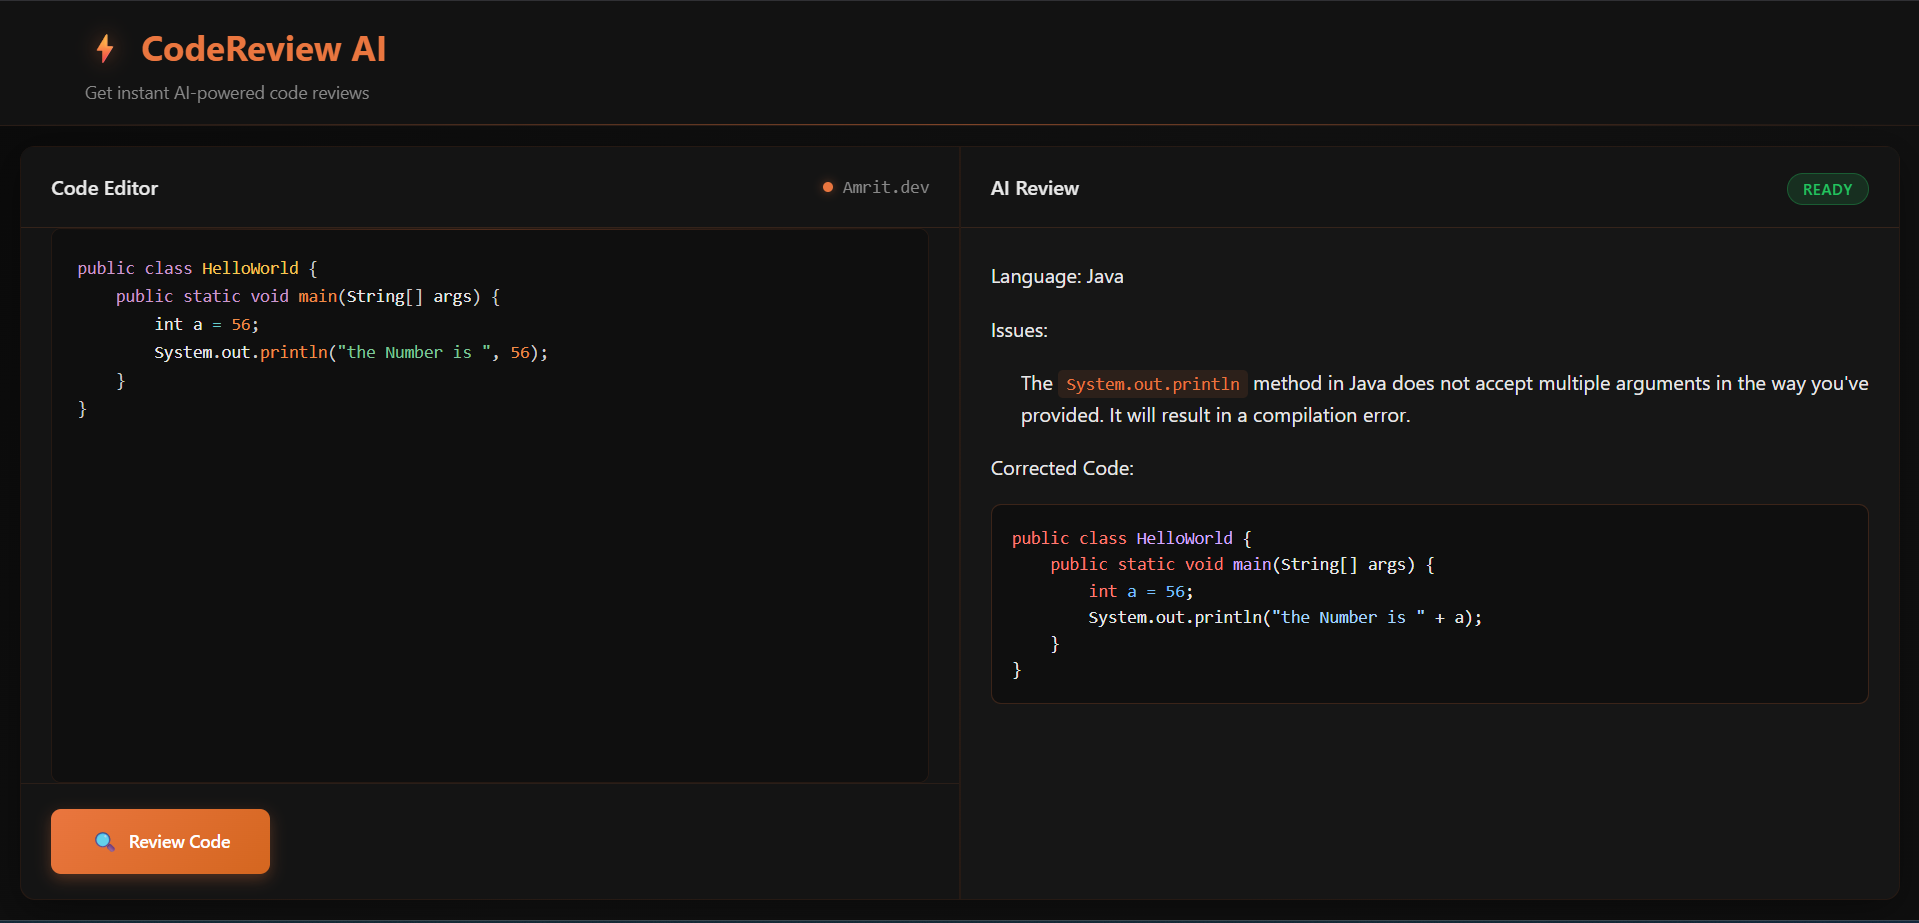 CodeReview AI
Get instant AI-powered code reviews
Code Editor
Amrit.dev
public class HelloWorld {
    public static void main(String[] args) {
        int a = 56;
        System.out.println("the Number is ", 56);
    }
}
Review Code
AI Review
READY
Language: Java
Issues:
The System.out.println method in Java does not accept multiple arguments in the way you've
provided. It will result in a compilation error.
Corrected Code:
public class HelloWorld {
    public static void main(String[] args) {
        int a = 56;
        System.out.println("the Number is " + a);
    }
}